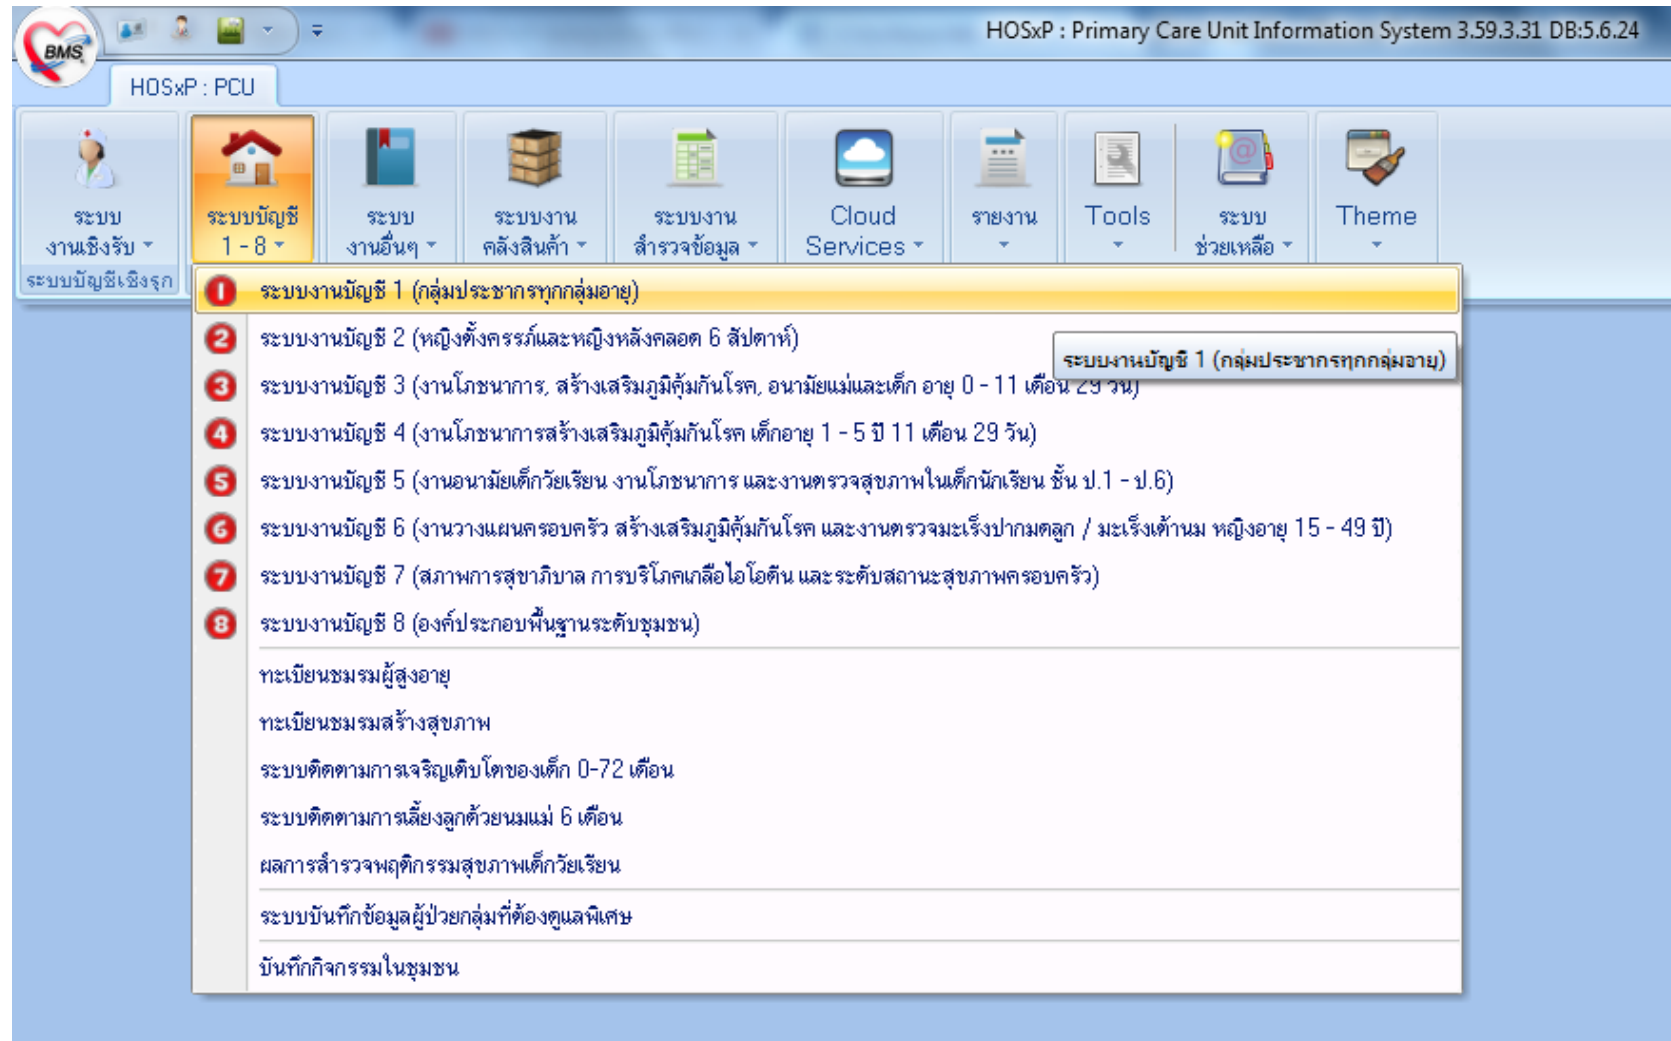 BMS
HOSxP : Primary Care Unit Information System 3.59.3.31 DB:5.6.24
HOSxP : PCU
ระบบ
งานเชิงรับ
ระบบบัญชี
1 - 8
ระบบ
งานอื่นๆ
ระบบงาน
คลังสินค้า
ระบบงาน
สำรวจข้อมูล
Cloud
Services
รายงาน
Tools
ระบบ
ช่วยเหลือ
Theme
ระบบบัญชีเชิงรุก
1 ระบบงานบัญชี 1 (กลุ่มประชากรทุกกลุ่มอายุ)
2 ระบบงานบัญชี 2 (หญิงตั้งครรภ์และหญิงหลังคลอด 6 สัปดาห์)
ระบบงานบัญชี 1 (กลุ่มประชากรทุกกลุ่มอายุ)
3 ระบบงานบัญชี 3 (งานโภชนาการ, สร้างเสริมภูมิคุ้มกันโรค, อนามัยแม่และเด็ก อายุ 0 - 11 เดือน 29 วัน)
4 ระบบงานบัญชี 4 (งานโภชนาการสร้างเสริมภูมิคุ้มกันโรค เด็กอายุ 1 - 5 ปี 11 เดือน 29 วัน)
5 ระบบงานบัญชี 5 (งานอนามัยเด็กวัยเรียน งานโภชนาการ และงานตรวจสุขภาพในเด็กนักเรียน ชั้น ป.1 - ป.6)
6 ระบบงานบัญชี 6 (งานวางแผนครอบครัว สร้างเสริมภูมิคุ้มกันโรค และงานตรวจมะเร็งปากมดลูก / มะเร็งเต้านม หญิงอายุ 15 - 49 ปี)
7 ระบบงานบัญชี 7 (สภาพการสุขาภิบาล การบริโภคเกลือไอโอดีน และระดับสถานะสุขภาพครอบครัว)
8 ระบบงานบัญชี 8 (องค์ประกอบพื้นฐานระดับชุมชน)
ทะเบียนชมรมผู้สูงอายุ
ทะเบียนชมรมสร้างสุขภาพ
ระบบติดตามการเจริญเติบโตของเด็ก 0-72 เดือน
ระบบติดตามการเลี้ยงลูกด้วยนมแม่ 6 เดือน
ผลการสำรวจพฤติกรรมสุขภาพเด็กวัยเรียน
ระบบบันทึกข้อมูลผู้ป่วยกลุ่มที่ต้องดูแลพิเศษ
บันทึกกิจกรรมในชุมชน